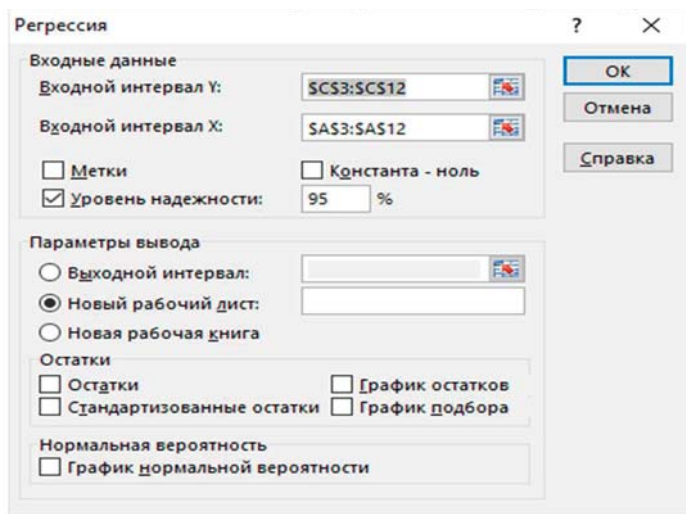 Регрессия ? ×
Входные данные
Входной интервал Y: $C$3:$C$12 ОК
Входной интервал X: $A$3:$A$12 Отмена
Метки Константа - ноль Справка
Уровень надежности: 95 %
Параметры вывода
Выходной интервал:
Новый рабочий лист:
Новая рабочая книга
Остатки
Остатки График остатков
Стандартизованные остатки График подбора
Нормальная вероятность
График нормальной вероятности